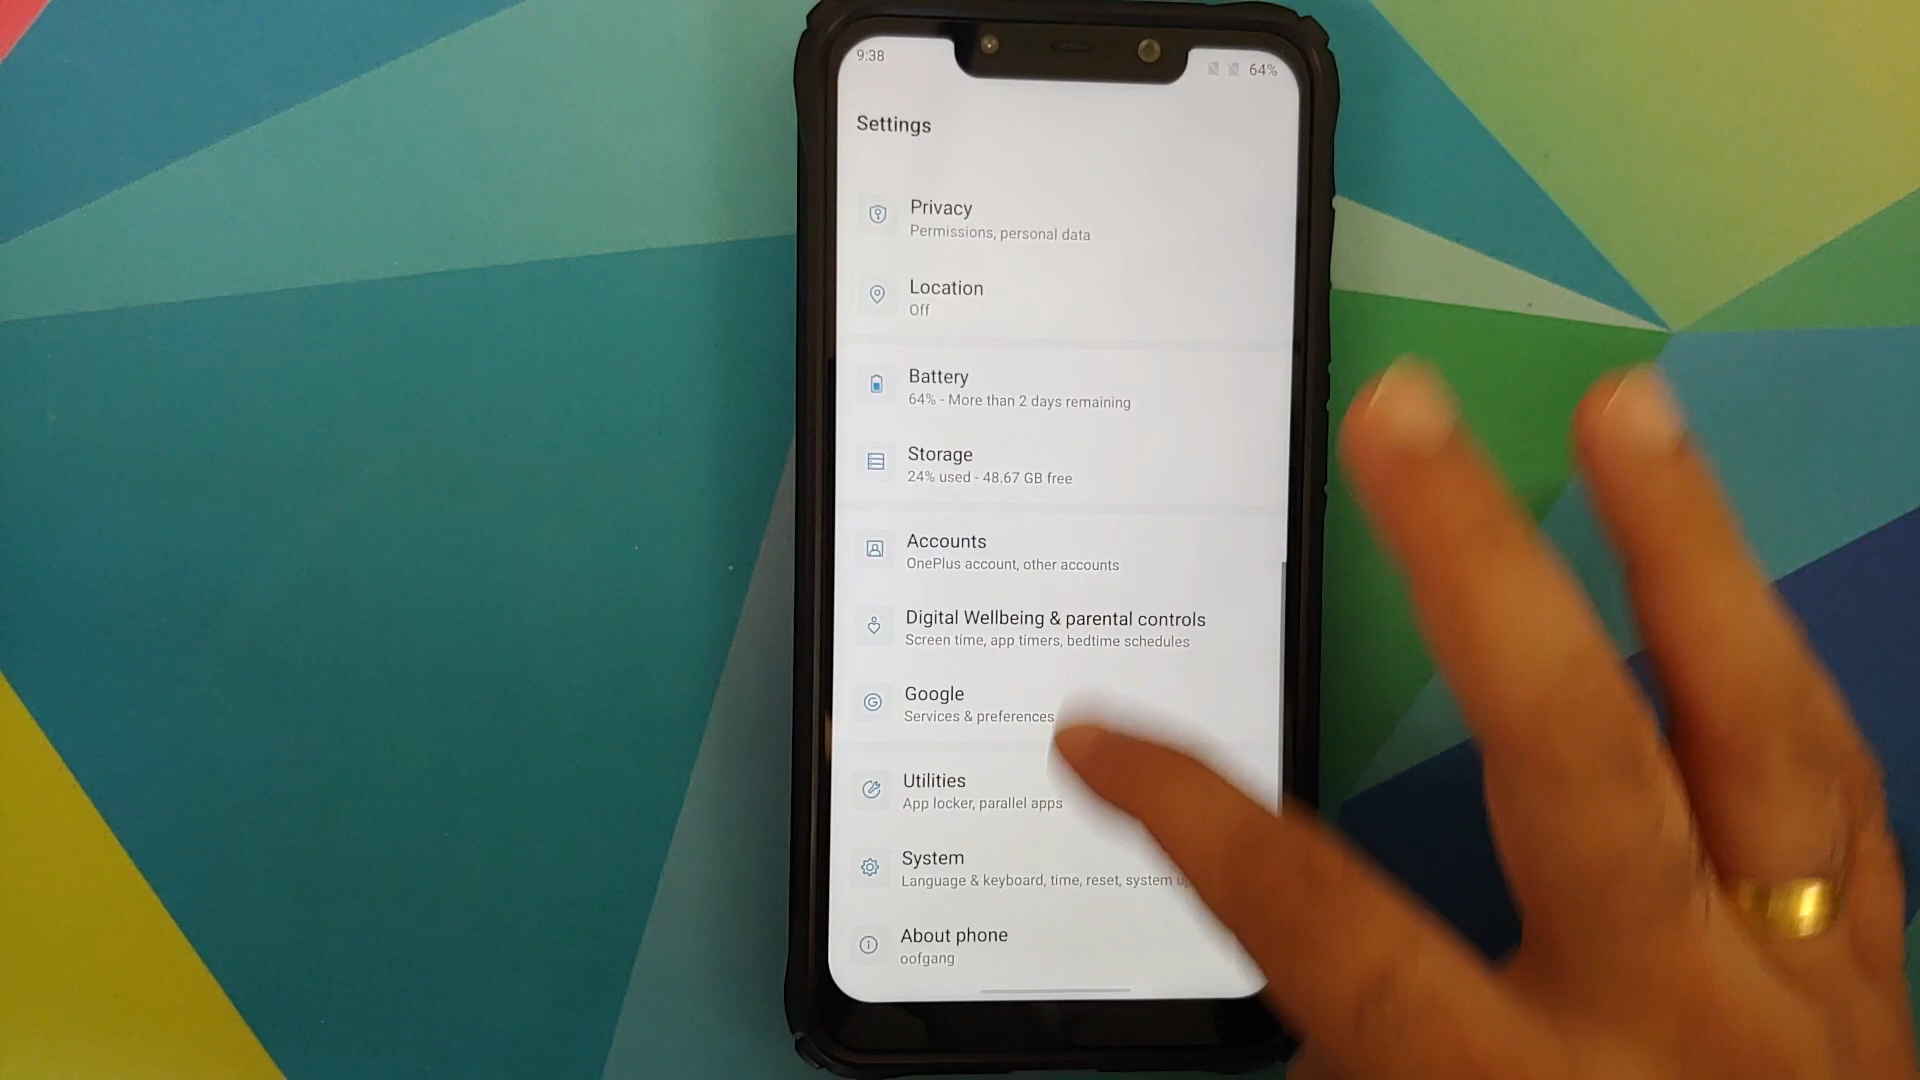 9:38
64%
Settings
Privacy
Permissions, personal data
Location
Off
Battery
64% - More than 2 days remaining
Storage
24% used - 48.67 GB free
Accounts
OnePlus account, other accounts
Digital Wellbeing & parental controls
Screen time, app timers, bedtime schedules
Google
Services & preferences
Utilities
App locker, parallel apps
System
Language & keyboard, time, reset, system
About phone
oofgang